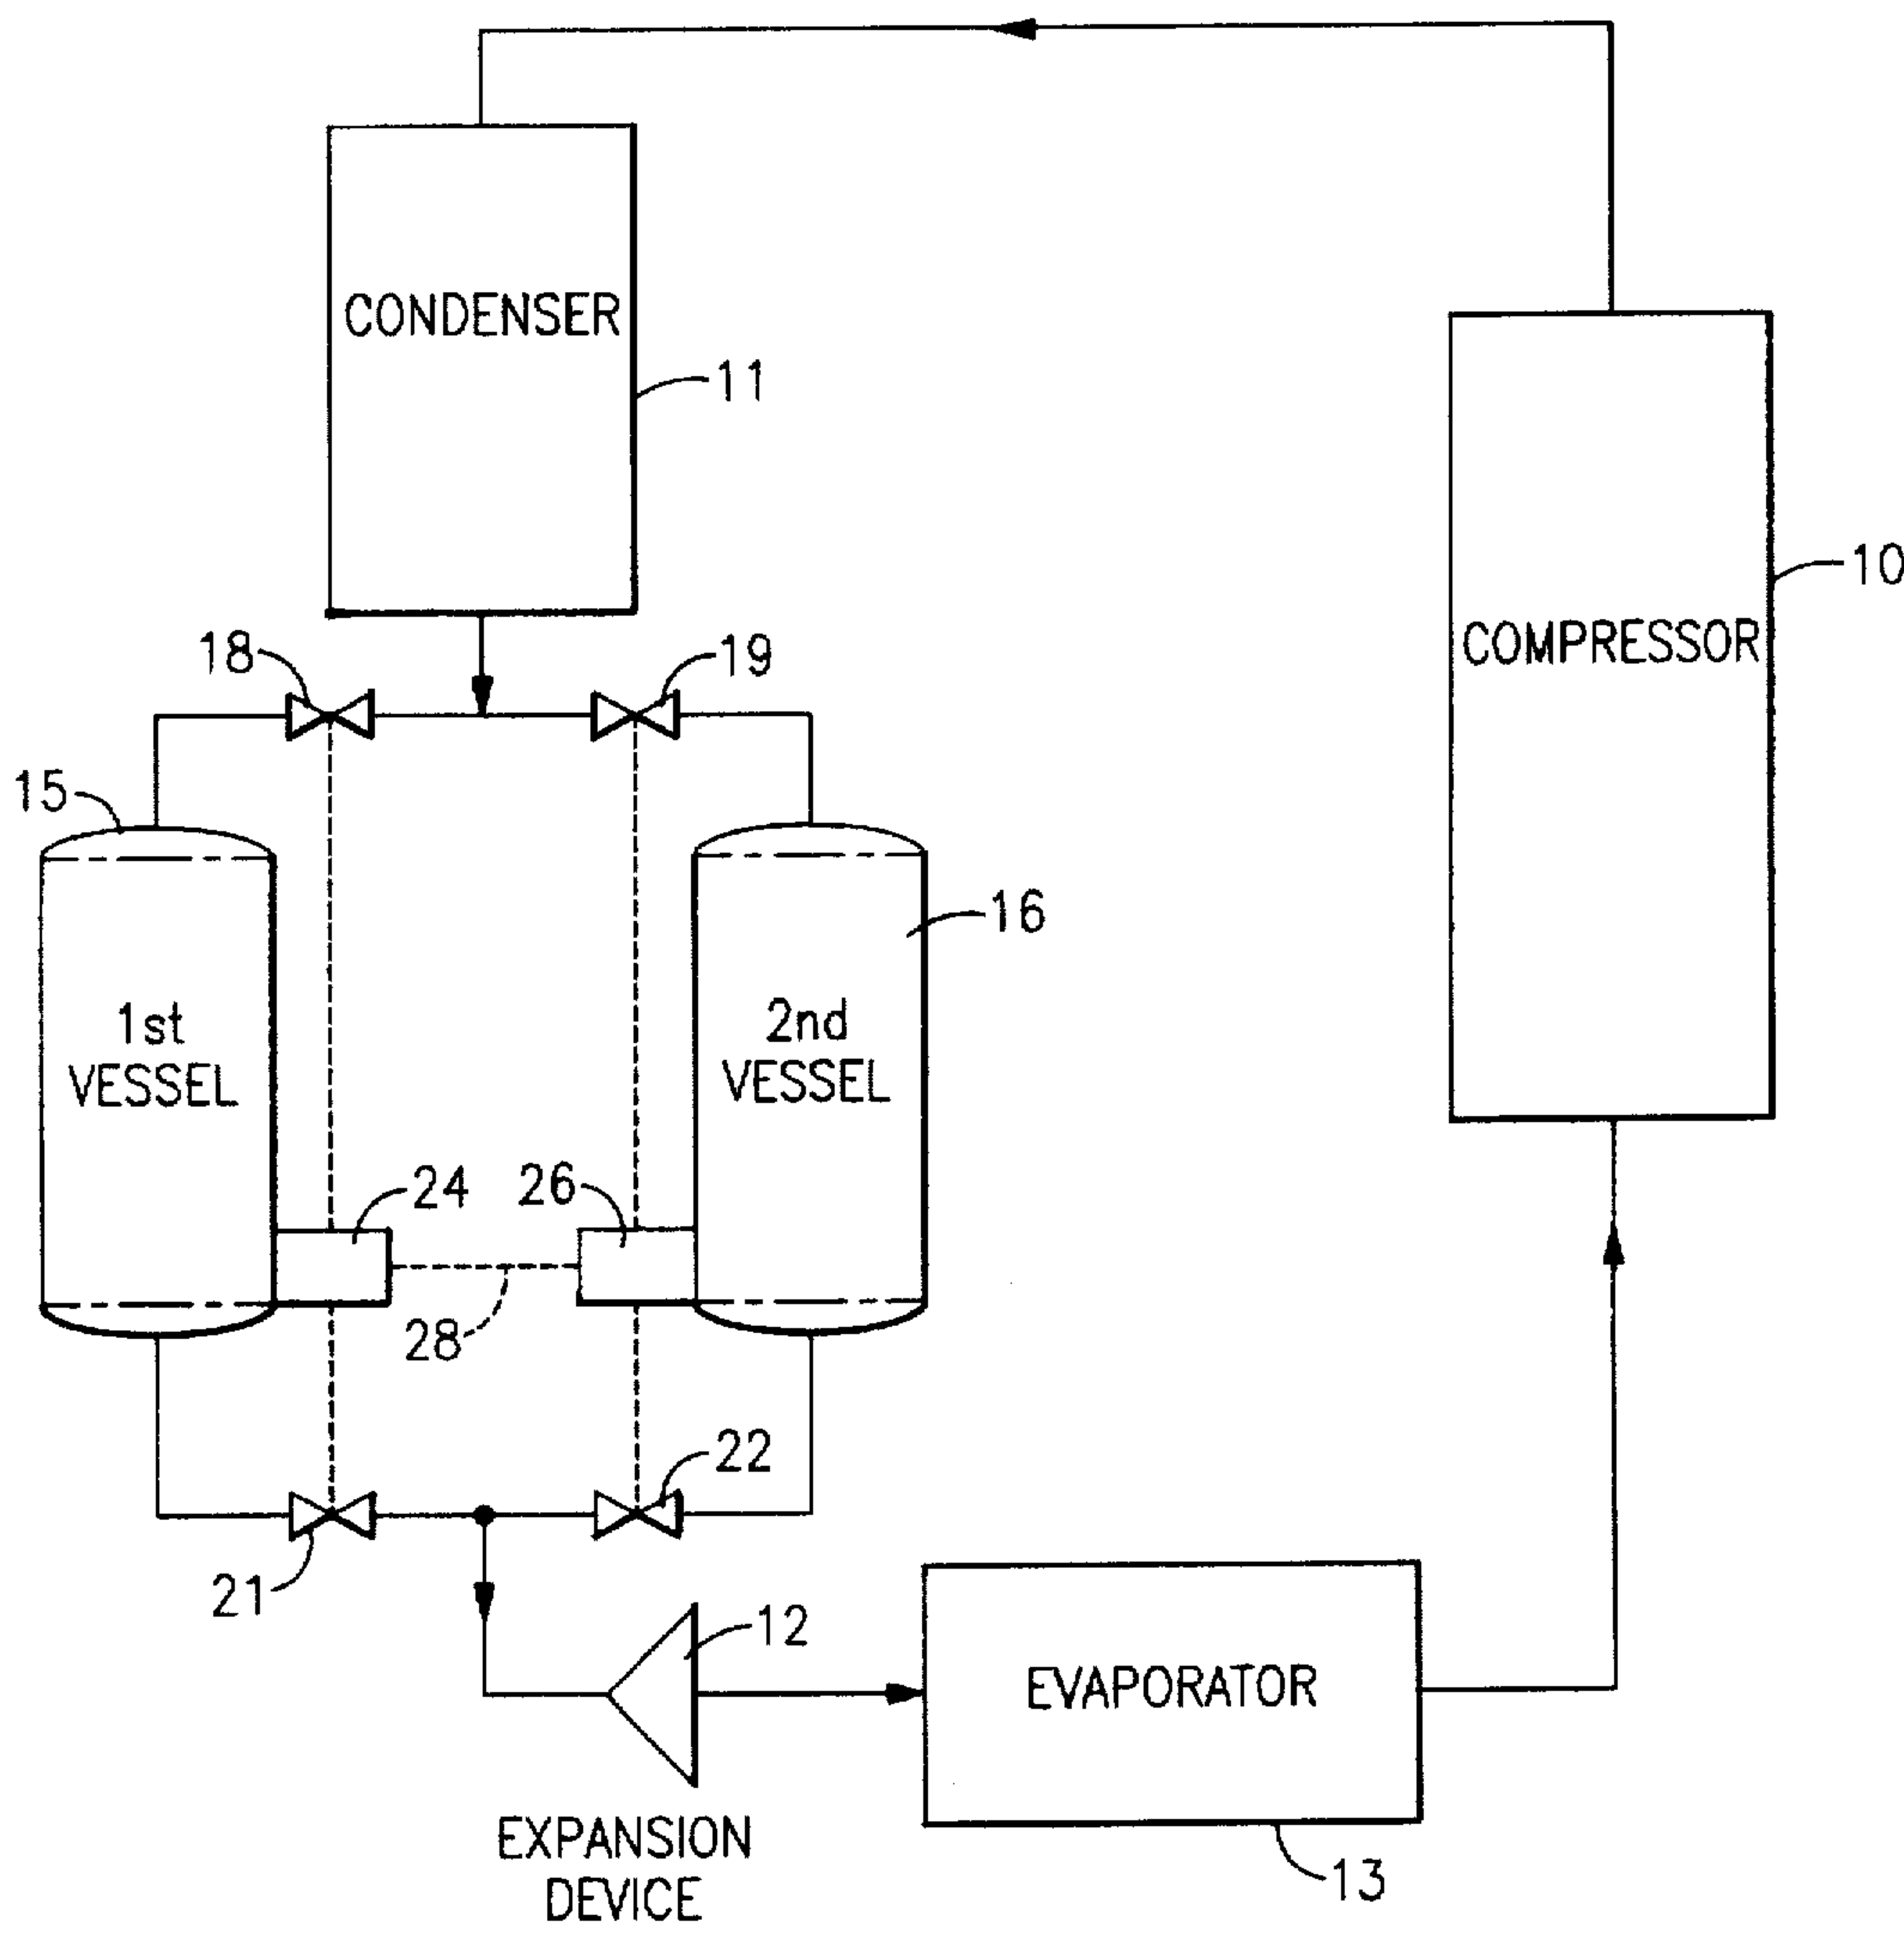 CONDENSER
11
10
COMPRESSOR
18
19
15
16
1st
VESSEL
2nd
VESSEL
24
26
28
22
21
12
EVAPORATOR
EXPANSION
DEVICE
13